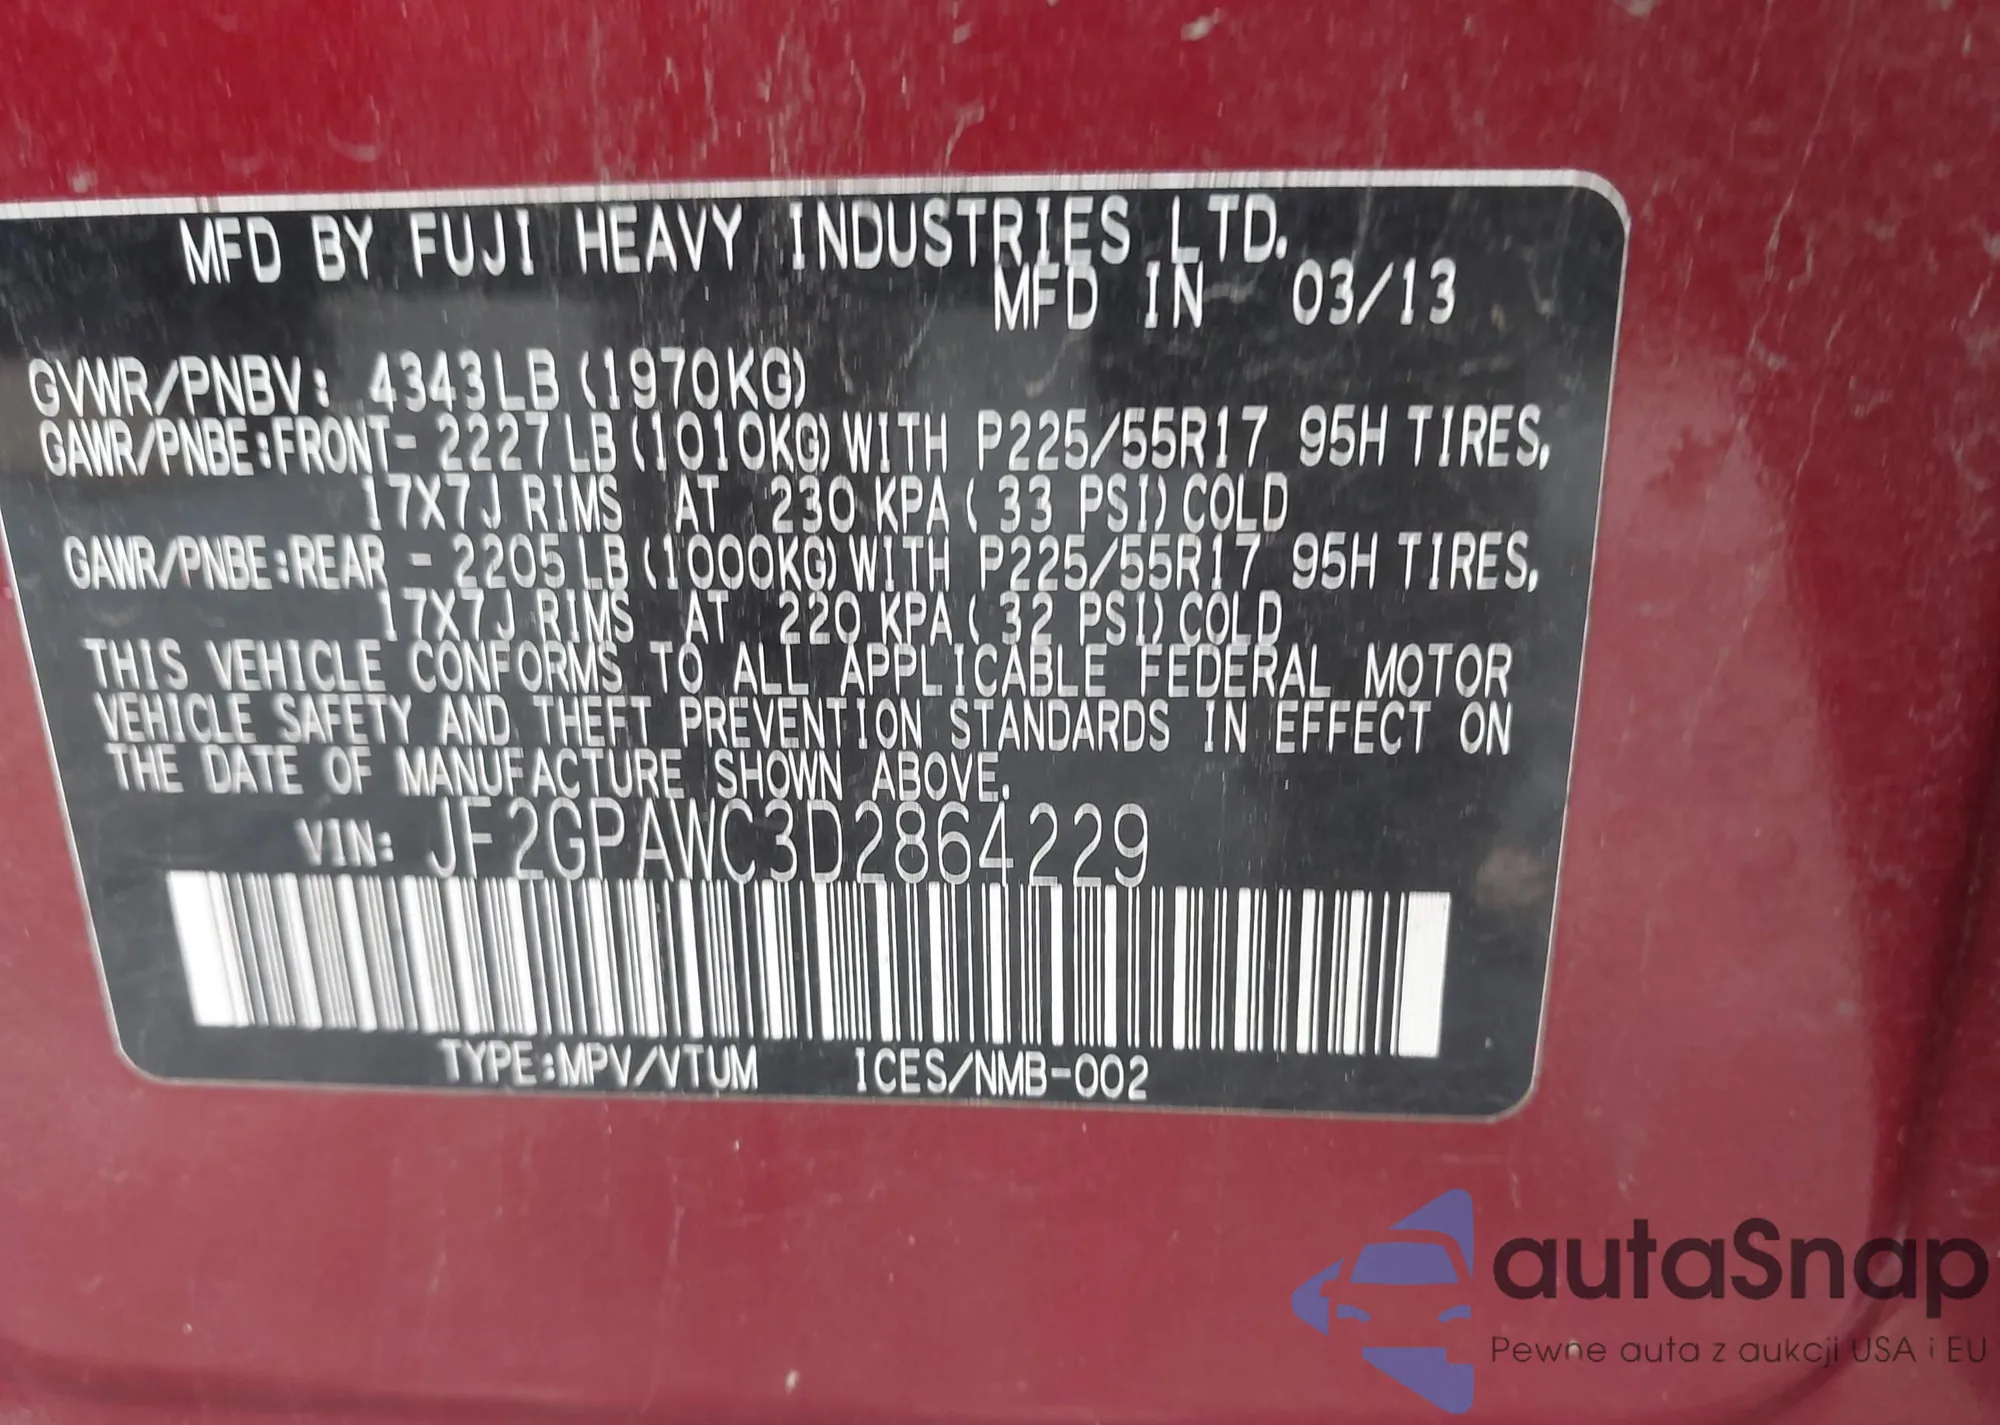 MFD BY FUJI HEAVY INDUSTRIES LTD.
MFD IN 03/13
GVWR/PNBV: 4343LB (1970KG)
GAWR/PNBE:FRONT- 2227LB(1010KG)WITH P225/55R17 95H TIRES,
17X7J RIMS AT 230 KPA( 33 PSI)COLD
GAWR/PNBE:REAR - 2205LB(1000KG)WITH P225/55R17 95H TIRES,
17X7J RIMS AT 220 KPA( 32 PSI)COLD
THIS VEHICLE CONFORMS TO ALL APPLICABLE FEDERAL MOTOR
VEHICLE SAFETY AND THEFT PREVENTION STANDARDS IN EFFECT ON
THE DATE OF MANUFACTURE SHOWN ABOVE.
VIN: JF2GPAWC3D2864229
TYPE:MPV/VTUM ICES/NMB-002
autaSnap
Pewne auta z aukcji USA i EU